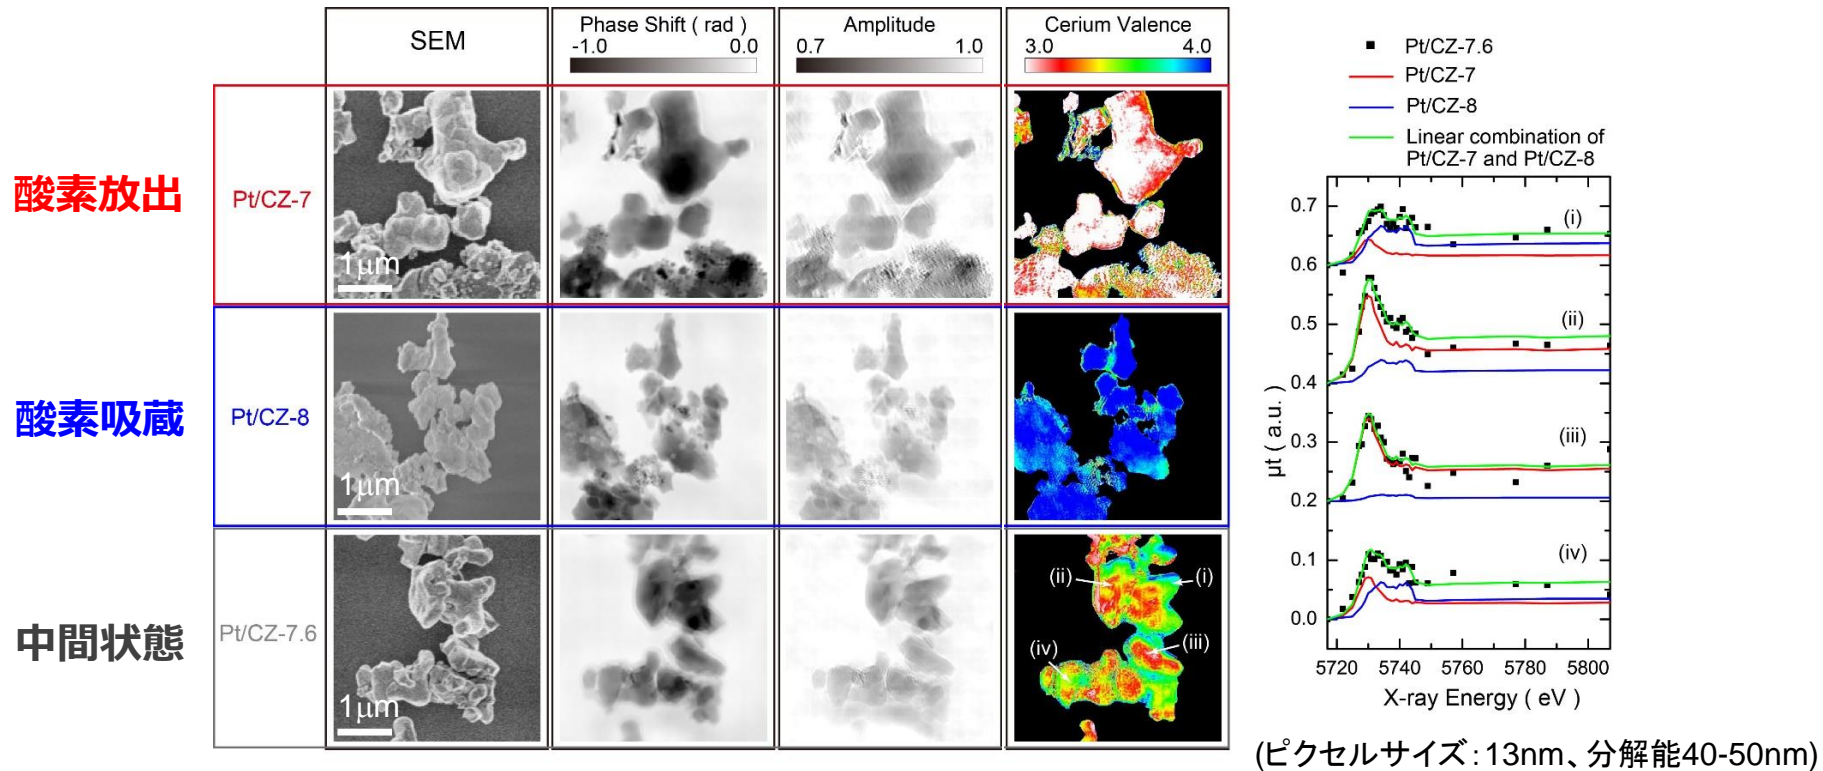 SEM
Phase Shift ( rad )
-1.0 0.0
Amplitude
0.7 1.0
Cerium Valence
3.0 4.0
酸素放出
Pt/CZ-7
1μm
酸素吸蔵
Pt/CZ-8
1μm
中間状態
Pt/CZ-7.6
1μm
(ii)
(i)
(iii)
(iv)
Pt/CZ-7.6
Pt/CZ-7
Pt/CZ-8
Linear combination of
Pt/CZ-7 and Pt/CZ-8
0.7
(i)
0.6
0.5
(ii)
0.4
0.3
(iii)
0.2
0.1
(iv)
0.0
μt ( a.u. )
5720 5740 5760 5780 5800
X-ray Energy ( eV )
(ピクセルサイズ：13nm、分解能40-50nm)